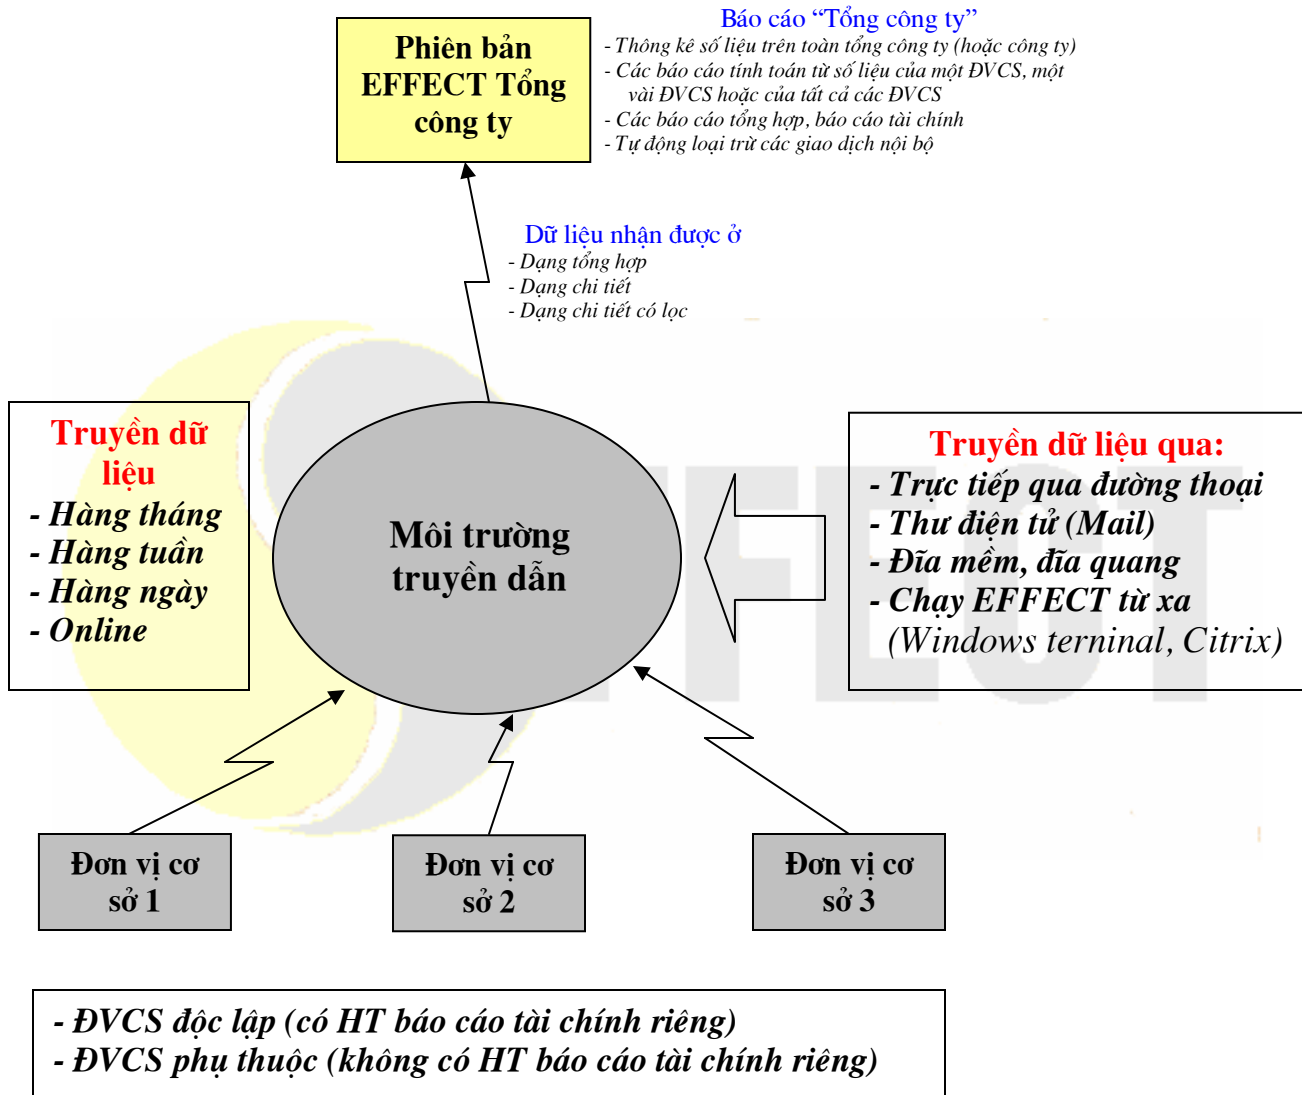 Báo cáo “Tổng công ty”
Phiên bản
EFFECT Tổng
công ty
- Thông kê số liệu trên toàn tổng công ty (hoặc công ty)
- Các báo cáo tính toán từ số liệu của một ĐVCS, một
vài ĐVCS hoặc của tất cả các ĐVCS
- Các báo cáo tổng hợp, báo cáo tài chính
- Tự động loại trừ các giao dịch nội bộ
Dữ liệu nhận được ở
- Dạng tổng hợp
- Dạng chi tiết
- Dạng chi tiết có lọc
Truyền dữ
liệu
- Hàng tháng
- Hàng tuần
- Hàng ngày
- Online
Môi trường
truyền dẫn
Truyền dữ liệu qua:
- Trực tiếp qua đường thoại
- Thư điện tử (Mail)
- Đĩa mềm, đĩa quang
- Chạy EFFECT từ xa
(Windows terninal, Citrix)
EFFECT
Đơn vị cơ
sở 1
Đơn vị cơ
sở 2
Đơn vị cơ
sở 3
- ĐVCS độc lập (có HT báo cáo tài chính riêng)
- ĐVCS phụ thuộc (không có HT báo cáo tài chính riêng)